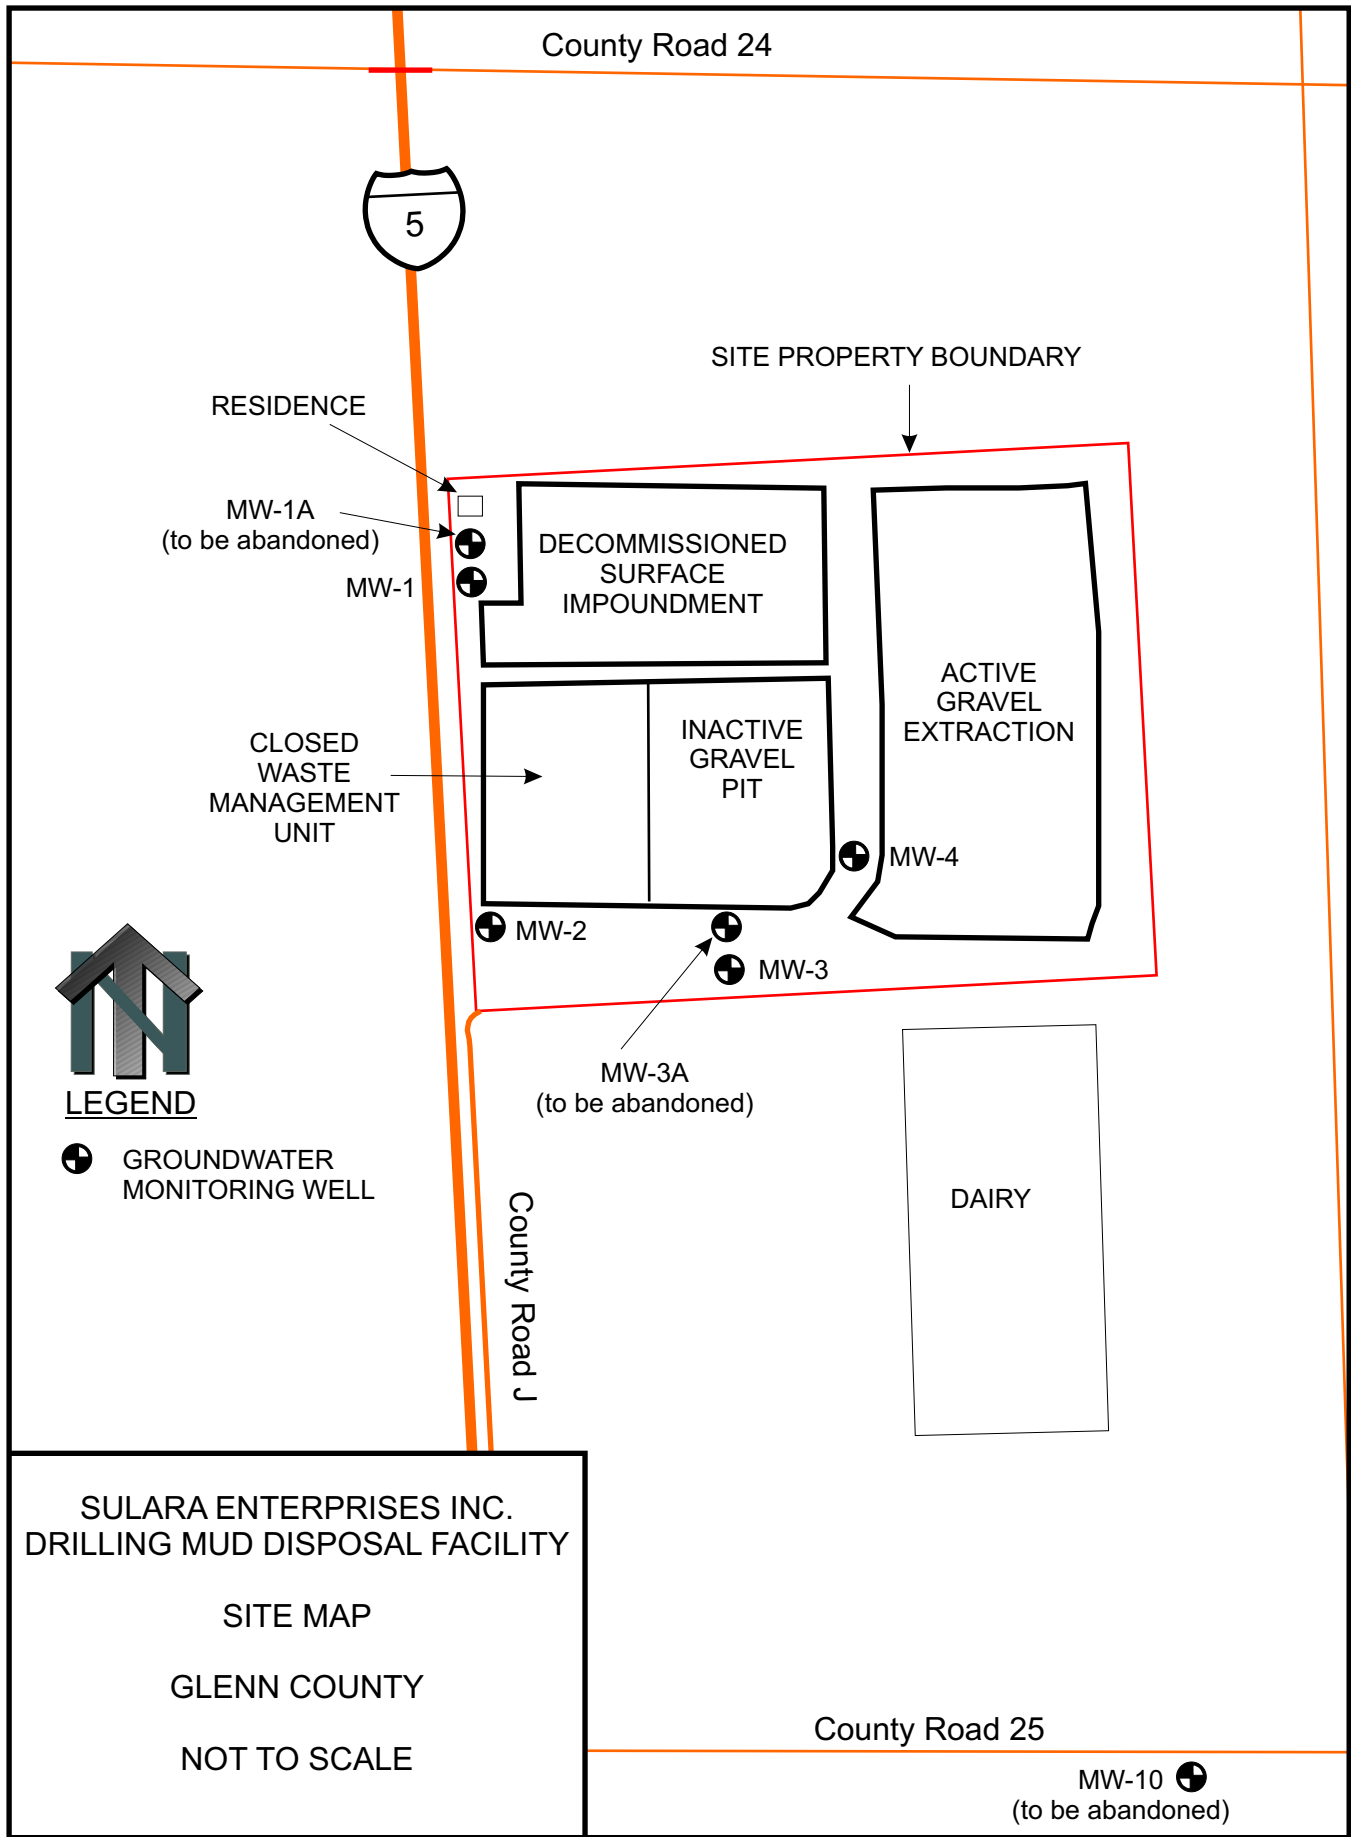 County Road 24
5
SITE PROPERTY BOUNDARY
RESIDENCE
MW-1A
(to be abandoned)
MW-1
DECOMMISSIONED
SURFACE
IMPOUNDMENT
ACTIVE
GRAVEL
EXTRACTION
CLOSED
WASTE
MANAGEMENT
UNIT
INACTIVE
GRAVEL
PIT
MW-4
MW-2
MW-3
MW-3A
(to be abandoned)
N
LEGEND
GROUNDWATER
MONITORING WELL
County Road J
DAIRY
SULARA ENTERPRISES INC.
DRILLING MUD DISPOSAL FACILITY
SITE MAP
GLENN COUNTY
NOT TO SCALE
County Road 25
MW-10
(to be abandoned)